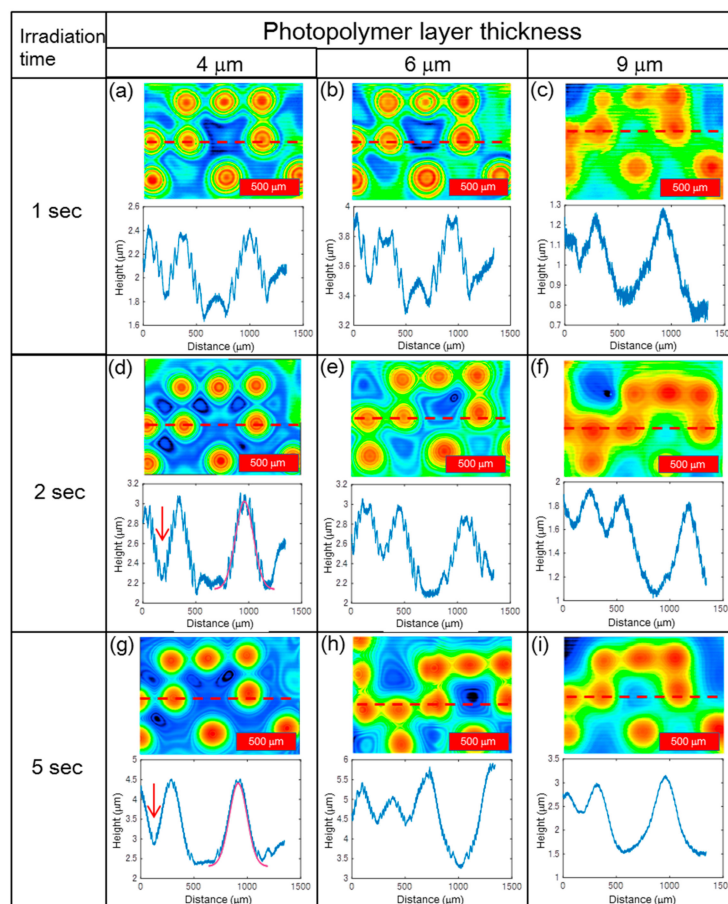 Irradiation time
Photopolymer layer thickness
4 μm
6 μm
9 μm
1 sec
(a)
500 μm
Height (μm)
2.6
2.4
2.2
2
1.8
1.6
0
500
1000
1500
Distance (μm)
(b)
500 μm
Height (μm)
4
3.8
3.6
3.4
3.2
0
500
1000
1500
Distance (μm)
(c)
500 μm
Height (μm)
1.3
1.2
1.1
1
0.9
0.8
0.7
0
500
1000
1500
Distance (μm)
2 sec
(d)
500 μm
Height (μm)
3.2
3
2.8
2.6
2.4
2.2
2
0
500
1000
1500
Distance (μm)
(e)
500 μm
Height (μm)
3.2
3
2.8
2.6
2.4
2.2
2
0
500
1000
1500
Distance (μm)
(f)
500 μm
Height (μm)
2
1.8
1.6
1.4
1.2
1
0
500
1000
1500
Distance (μm)
5 sec
(g)
500 μm
Height (μm)
5
4.5
4
3.5
3
2.5
2
0
500
1000
1500
Distance (μm)
(h)
500 μm
Height (μm)
6
5.5
5
4.5
4
3.5
3
0
500
1000
1500
Distance (μm)
(i)
500 μm
Height (μm)
3.5
3
2.5
2
1.5
1
0
500
1000
1500
Distance (μm)